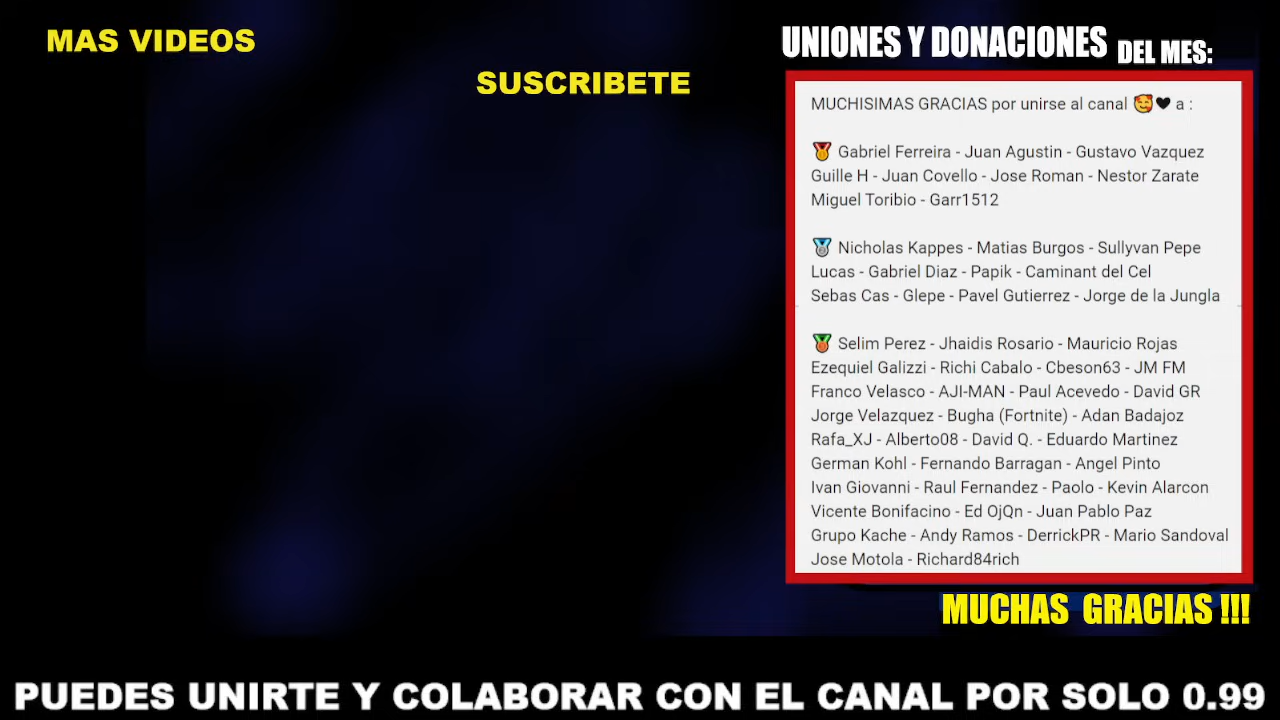 MAS VIDEOS
SUSCRIBETE
UNIONES Y DONACIONES DEL MES:
MUCHISIMAS GRACIAS por unirse al canal 🥰🖤 a :
🥇 Gabriel Ferreira - Juan Agustin - Gustavo Vazquez
Guille H - Juan Covello - Jose Roman - Nestor Zarate
Miguel Toribio - Garr1512
🥈 Nicholas Kappes - Matias Burgos - Sullyvan Pepe
Lucas - Gabriel Diaz - Papik - Caminant del Cel
Sebas Cas - Glepe - Pavel Gutierrez - Jorge de la Jungla
🥉 Selim Perez - Jhaidis Rosario - Mauricio Rojas
Ezequiel Galizzi - Richi Cabalo - Cbeson63 - JM FM
Franco Velasco - AJI-MAN - Paul Acevedo - David GR
Jorge Velazquez - Bugha (Fortnite) - Adan Badajoz
Rafa_XJ - Alberto08 - David Q. - Eduardo Martinez
German Kohl - Fernando Barragan - Angel Pinto
Ivan Giovanni - Raul Fernandez - Paolo - Kevin Alarcon
Vicente Bonifacino - Ed OjQn - Juan Pablo Paz
Grupo Kache - Andy Ramos - DerrickPR - Mario Sandoval
Jose Motola - Richard84rich
MUCHAS GRACIAS !!!
PUEDES UNIRTE Y COLABORAR CON EL CANAL POR SOLO 0.99